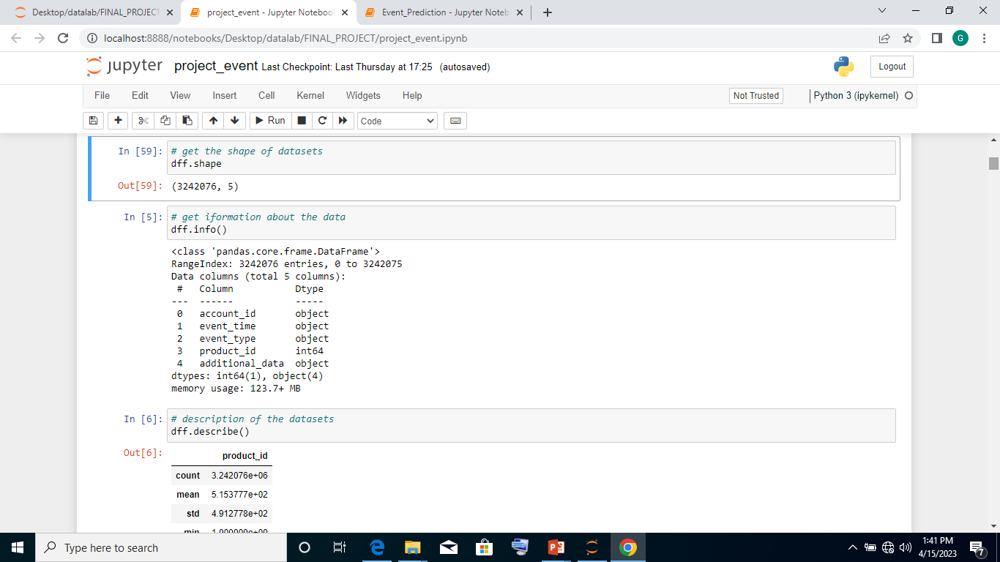 Desktop/datalab/FINAL_PROJECT
project_event - Jupyter Notebook
Event_Prediction - Jupyter Noteb
localhost:8888/notebooks/Desktop/datalab/FINAL_PROJECT/project_event.ipynb
G
jupyter project_event Last Checkpoint: Last Thursday at 17:25 (autosaved)
Logout
File Edit View Insert Cell Kernel Widgets Help
Not Trusted
Python 3 (ipykernel)
Run
Code
In [59]: # get the shape of datasets
dff.shape
Out[59]: (3242076, 5)
In [5]: # get iformation about the data
dff.info()
<class 'pandas.core.frame.DataFrame'>
RangeIndex: 3242076 entries, 0 to 3242075
Data columns (total 5 columns):
# Column Dtype
--- ------ -----
0 account_id object
1 event_time object
2 event_type object
3 product_id int64
4 additional_data object
dtypes: int64(1), object(4)
memory usage: 123.7+ MB
In [6]: # description of the datasets
dff.describe()
Out[6]:
product_id
count 3.242076e+06
mean 5.153777e+02
std 4.912778e+02
min 1.000000e+00
Type here to search
1:41 PM
4/15/2023
7